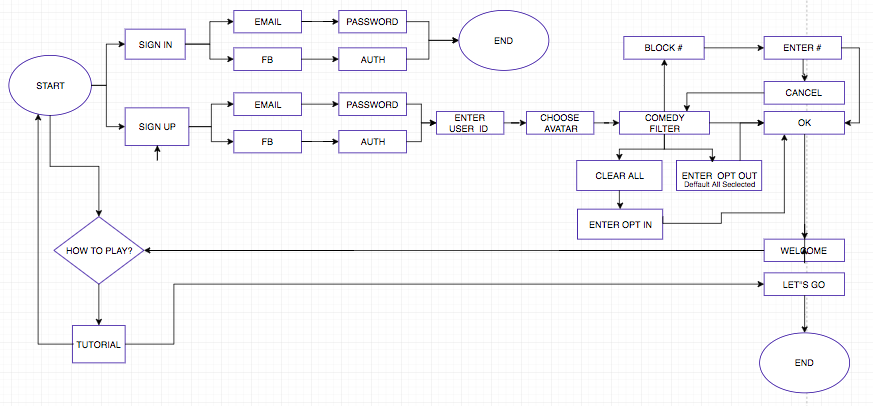 START
SIGN IN
EMAIL
PASSWORD
FB
AUTH
END
SIGN UP
EMAIL
PASSWORD
FB
AUTH
ENTER
USER ID
CHOOSE
AVATAR
COMEDY
FILTER
BLOCK #
ENTER #
CANCEL
OK
CLEAR ALL
ENTER OPT OUT
Deffault All Seclected
ENTER OPT IN
HOW TO PLAY?
WELCOME
LET"S GO
TUTORIAL
END